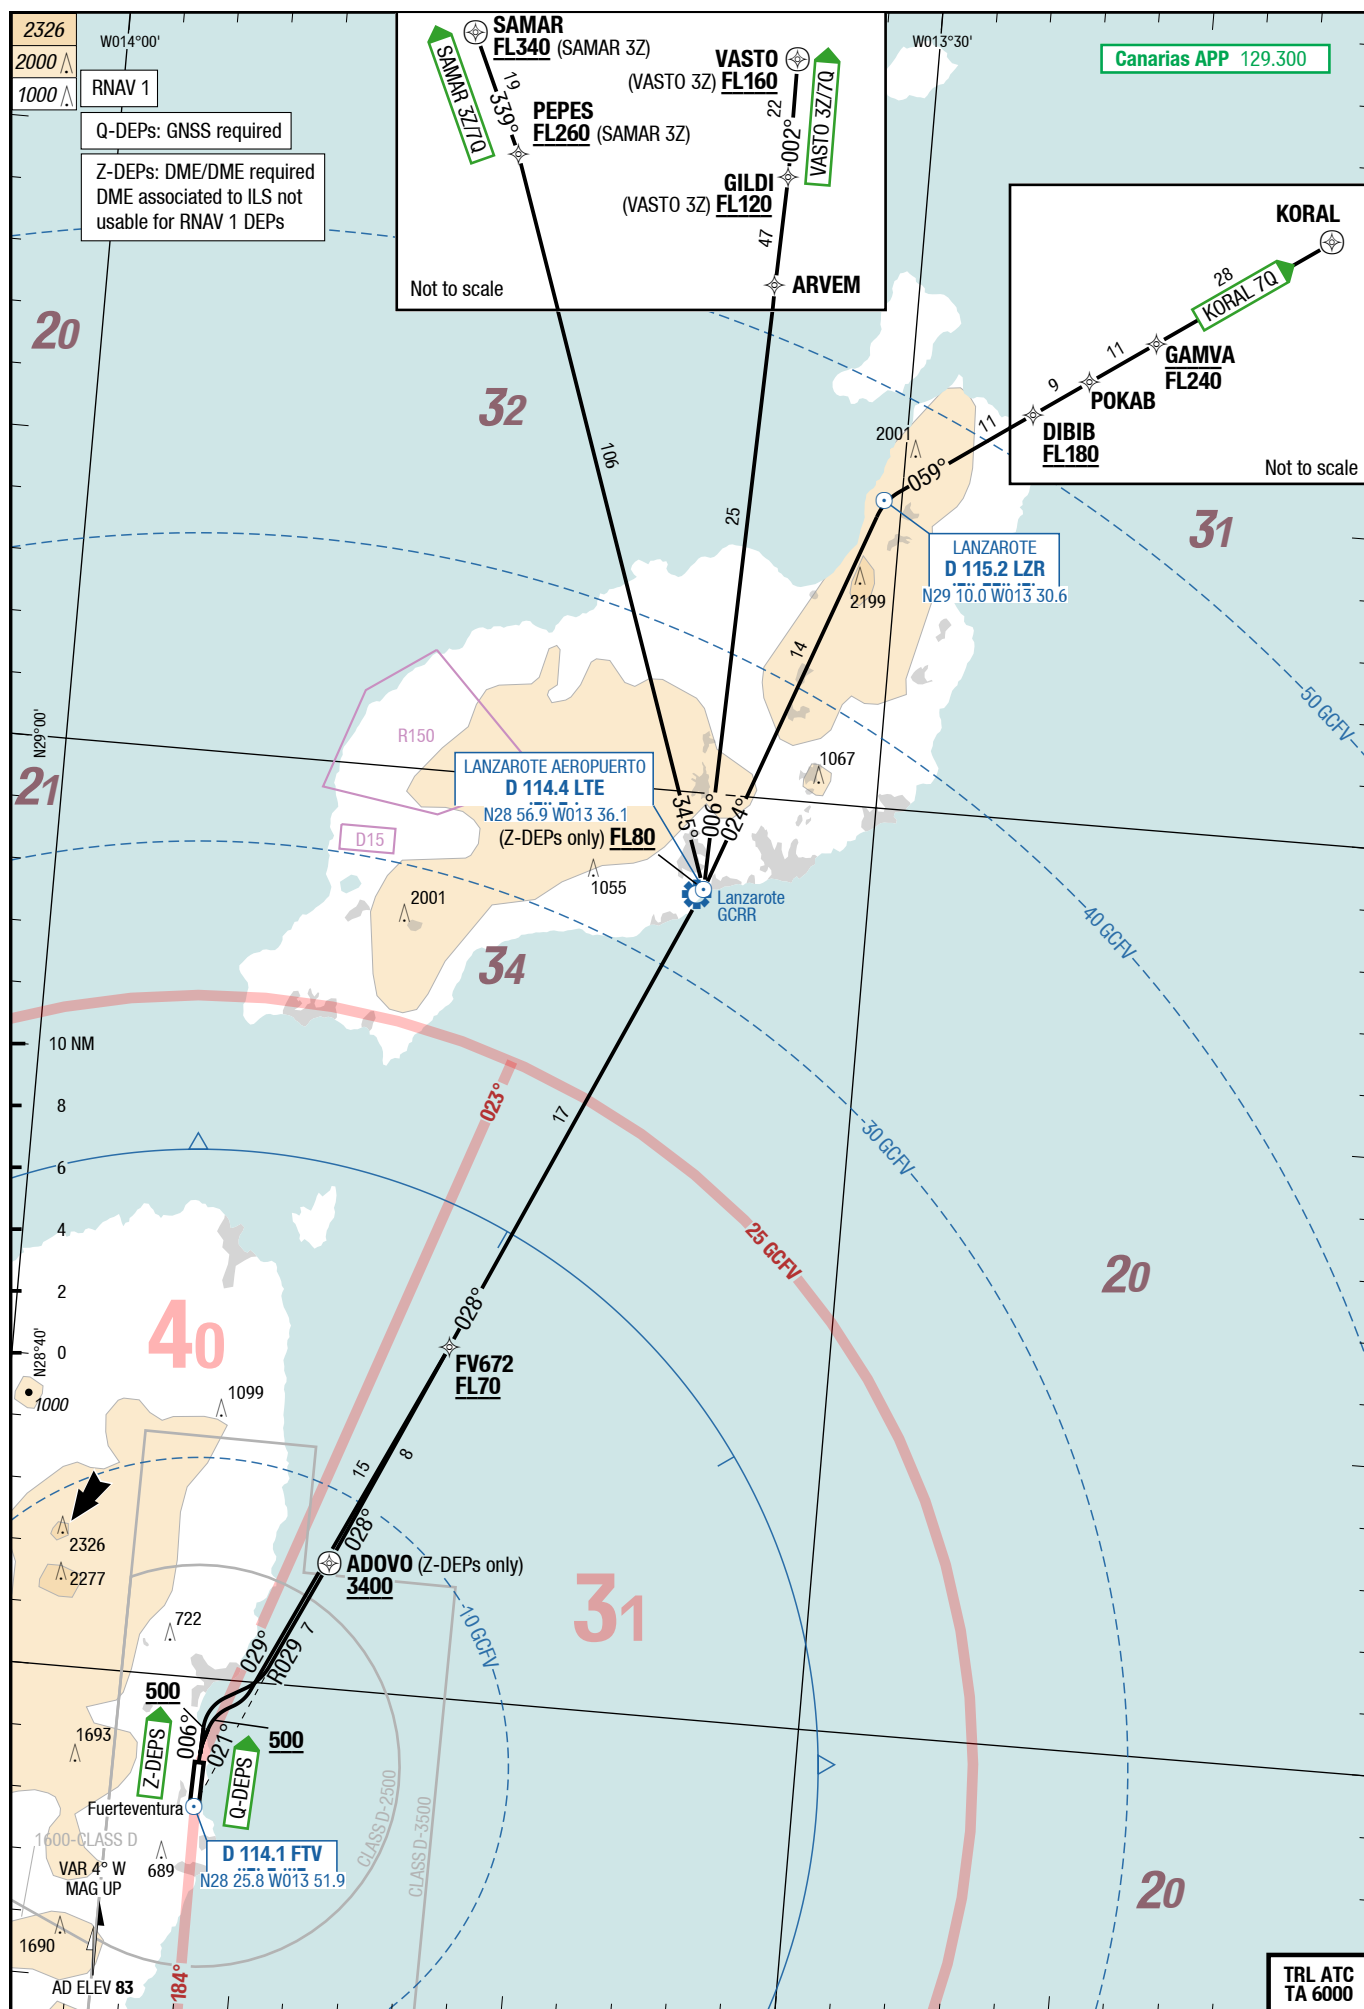 2326
2000
1000
W014°00'
RNAV 1
Q-DEPs: GNSS required
Z-DEPs: DME/DME required
DME associated to ILS not
usable for RNAV 1 DEPs
SAMAR
FL340 (SAMAR 3Z)
SAMAR 3Z/7Q
19
339°
PEPES
FL260 (SAMAR 3Z)
VASTO
(VASTO 3Z) FL160
22
002°
VASTO 3Z/7Q
GILDI
(VASTO 3Z) FL120
47
ARVEM
Not to scale
W013°30'
Canarias APP 129.300
KORAL
28
KORAL 7Q
11
GAMVA
FL240
9
POKAB
DIBIB
FL180
Not to scale
20
32
106
25
2001
11
059°
31
LANZAROTE
D 115.2 LZR
N29 10.0 W013 30.6
2199
14
50 GCFV
R150
N29°00'
21
LANZAROTE AEROPUERTO
D 114.4 LTE
N28 56.9 W013 36.1
(Z-DEPs only) FL80
345°
006°
024°
1067
D15
1055
2001
Lanzarote
GCRR
40 GCFV
34
10 NM
8
6
4
2
0
023°
17
30 GCFV
25 GCFV
20
40
N28°40'
1000
028°
FV672
FL70
1099
15
8
2326
2277
028°
ADOVO (Z-DEPs only)
3400
31
10 GCFV
722
029°
R029
7
500
500
006°
021°
Z-DEPS
Q-DEPS
1693
Fuerteventura
CLASS D-2500
CLASS D-3500
1600-CLASS D
D 114.1 FTV
N28 25.8 W013 51.9
689
VAR 4° W
MAG UP
20
1690
184°
AD ELEV 83
TRL ATC
TA 6000